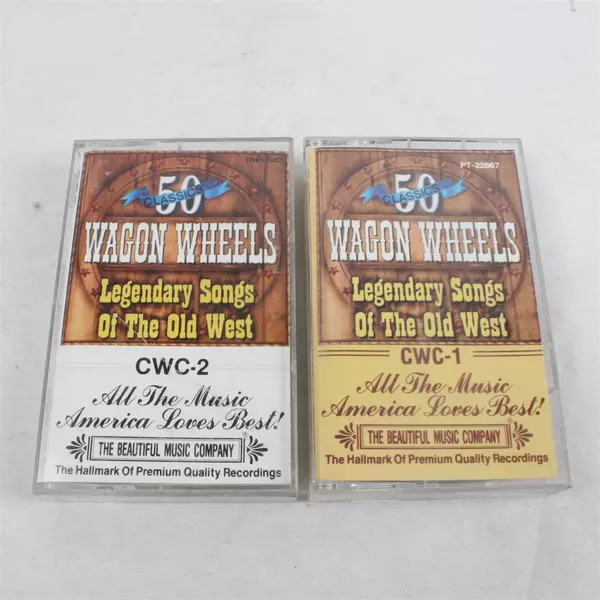 50
CLASSICS
WAGON WHEELS
Legendary Songs
Of The Old West
CWC-2
All The Music
America Loves Best!
THE BEAUTIFUL MUSIC COMPANY
The Hallmark Of Premium Quality Recordings
PT-22867
50
CLASSICS
WAGON WHEELS
Legendary Songs
Of The Old West
CWC-1
All The Music
America Loves Best!
THE BEAUTIFUL MUSIC COMPANY
The Hallmark Of Premium Quality Recordings